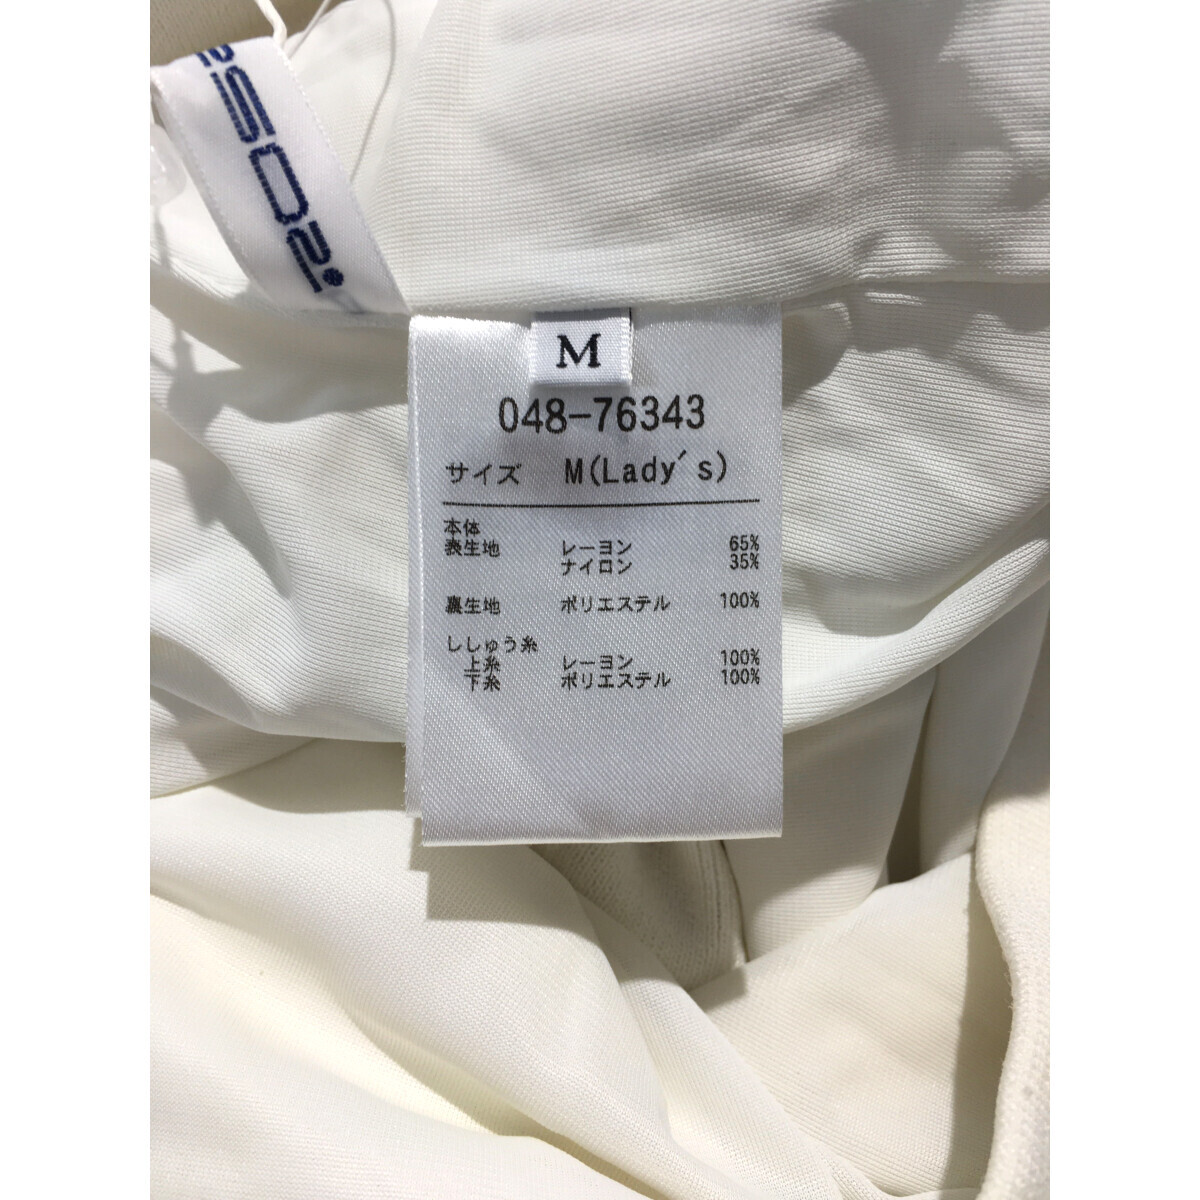 M
048-76343
サイズ M(Lady's)
本体
表生地 レーヨン 65%
ナイロン 35%
裏生地 ポリエステル 100%
ししゅう糸
上糸 レーヨン 100%
下糸 ポリエステル 100%